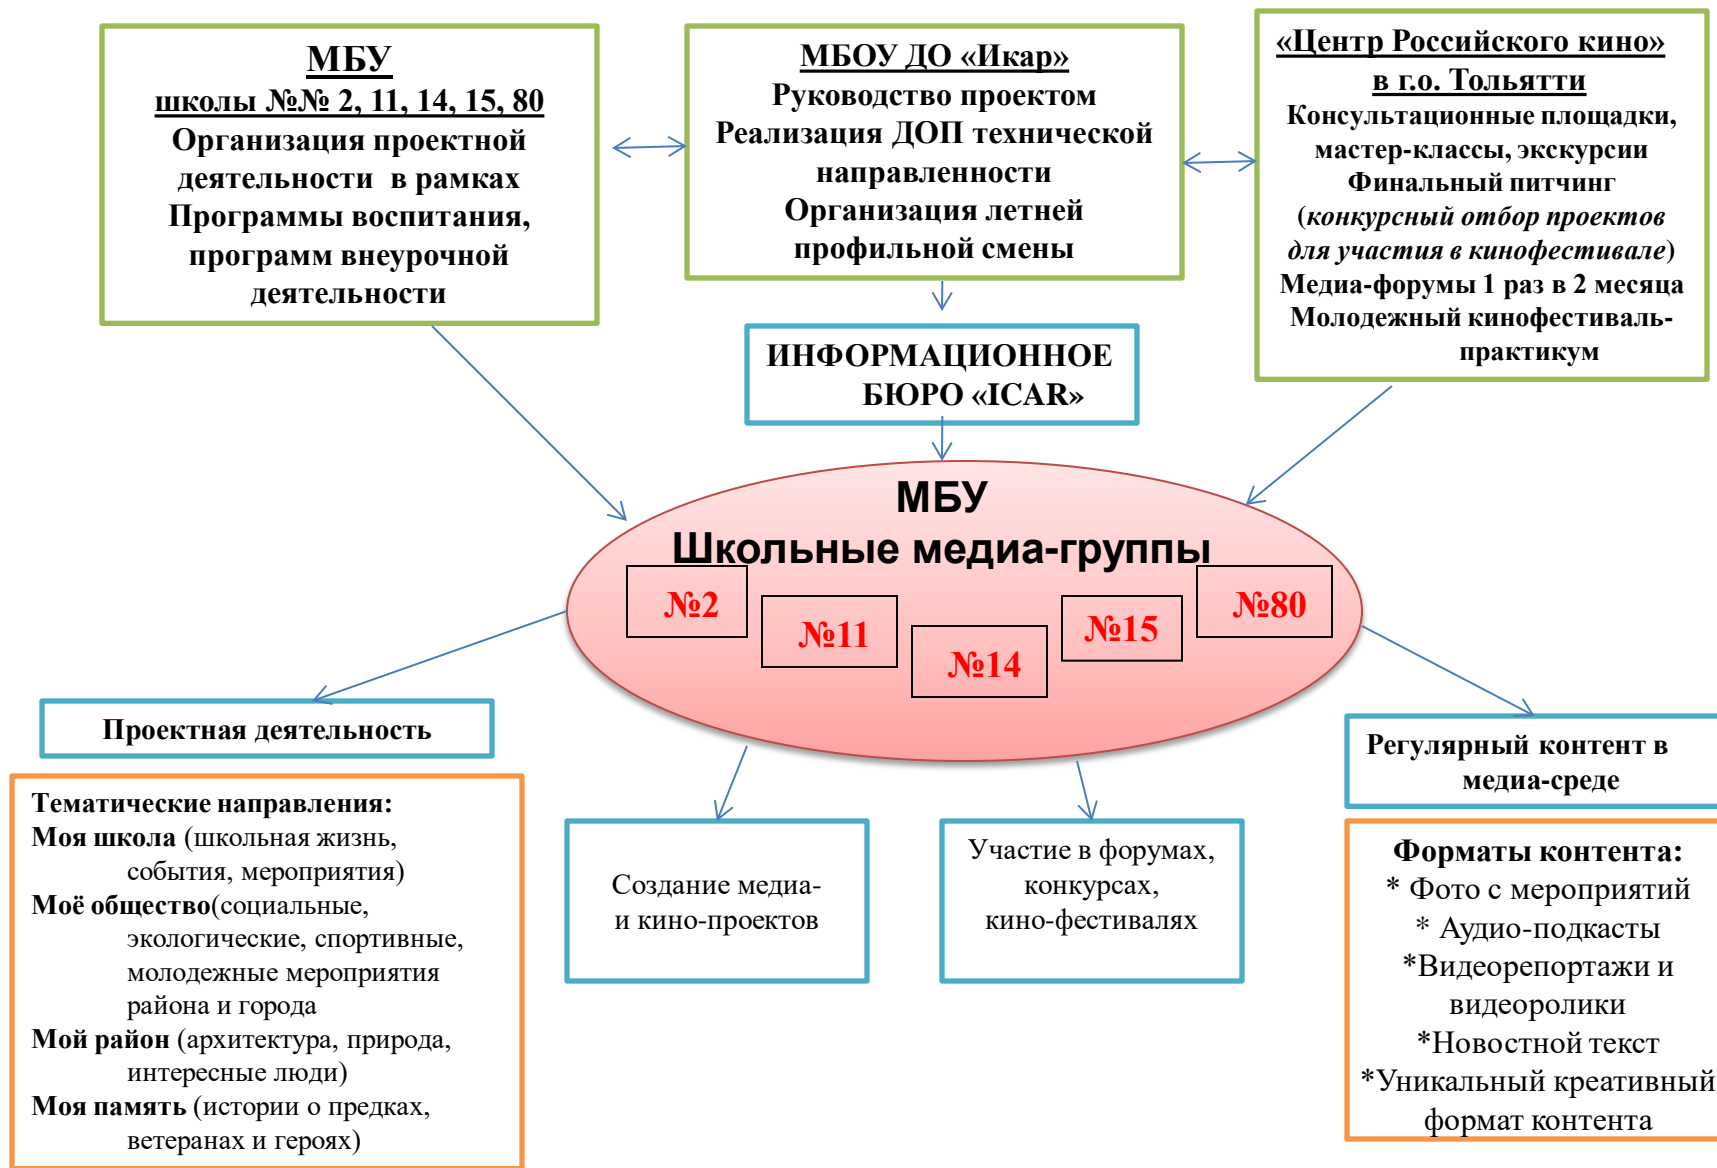 МБУ
школы №№ 2, 11, 14, 15, 80
Организация проектной
деятельности в рамках
Программы воспитания,
программ внеурочной
деятельности
МБОУ ДО «Икар»
Руководство проектом
Реализация ДОП технической
направленности
Организация летней
профильной смены
«Центр Российского кино»
в г.о. Тольятти
Консультационные площадки,
мастер-классы, экскурсии
Финальный питчинг
(конкурсный отбор проектов
для участия в кинофестивале)
Медиа-форумы 1 раз в 2 месяца
Молодежный кинофестиваль-
практикум
ИНФОРМАЦИОННОЕ
БЮРО «ICAR»
МБУ
Школьные медиа-группы
№2
№11
№14
№15
№80
Проектная деятельность
Тематические направления:
Моя школа (школьная жизнь,
события, мероприятия)
Моё общество(социальные,
экологические, спортивные,
молодежные мероприятия
района и города
Мой район (архитектура, природа,
интересные люди)
Моя память (истории о предках,
ветеранах и героях)
Создание медиа-
и кино-проектов
Участие в форумах,
конкурсах,
кино-фестивалях
Регулярный контент в
медиа-среде
Форматы контента:
* Фото с мероприятий
* Аудио-подкасты
*Видеорепортажи и
видеоролики
*Новостной текст
*Уникальный креативный
формат контента